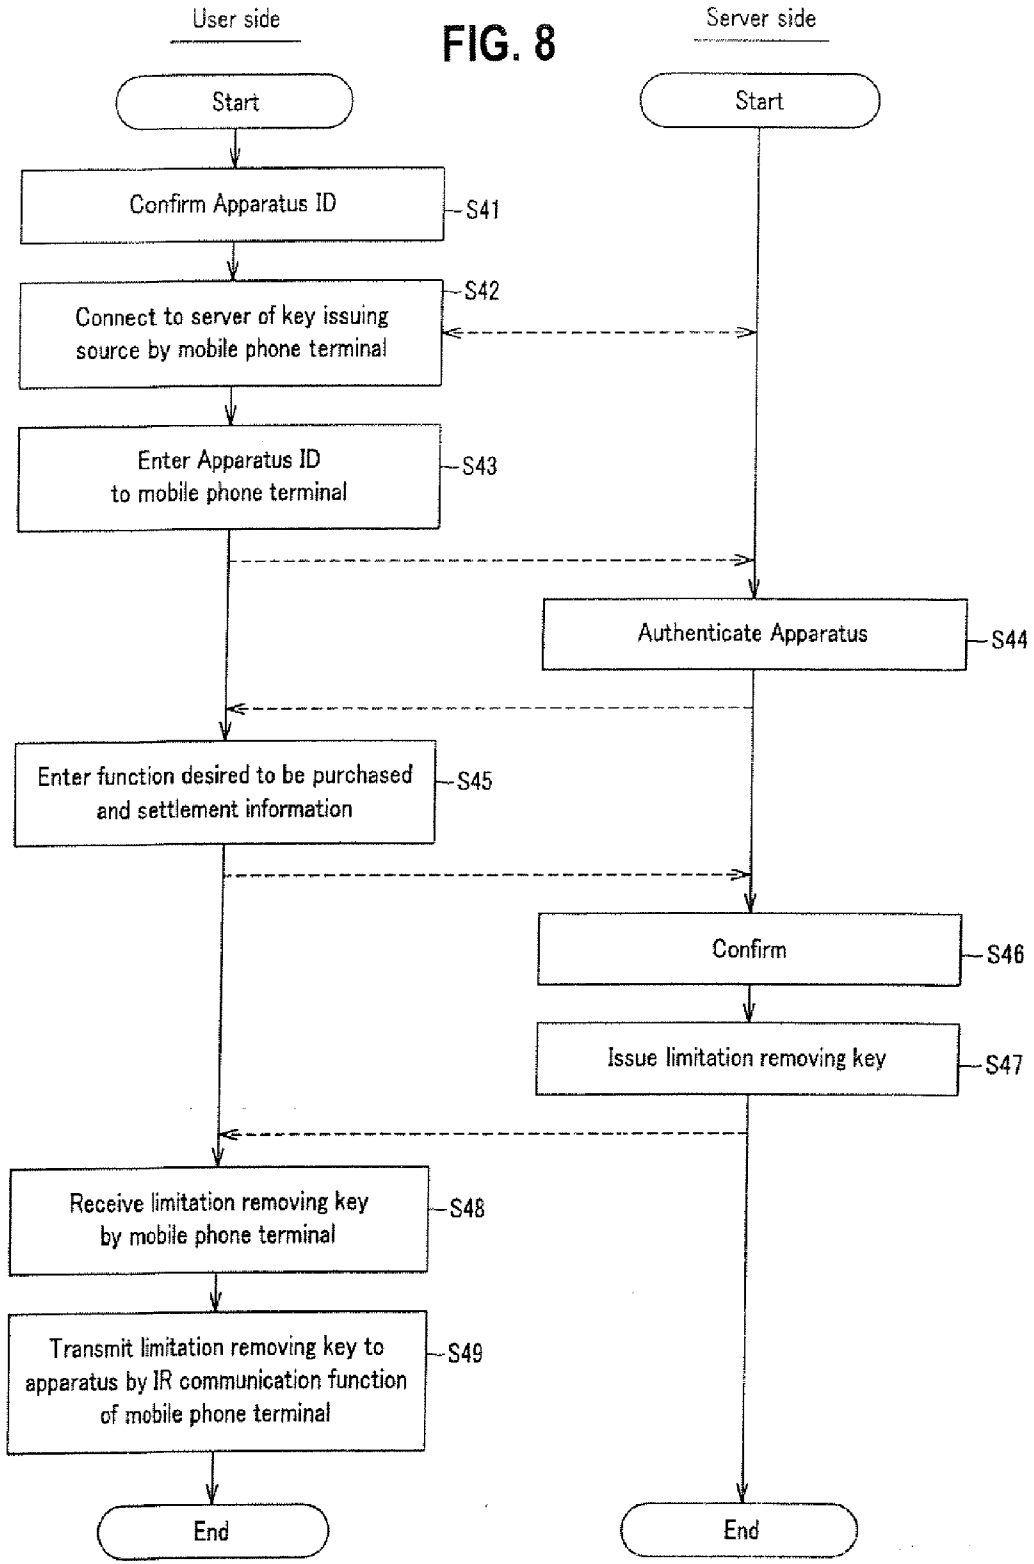 User side
FIG. 8
Server side
Start
Start
Confirm Apparatus ID
S41
S42
Connect to server of key issuing
source by mobile phone terminal
Enter Apparatus ID
to mobile phone terminal
S43
Authenticate Apparatus
S44
Enter function desired to be purchased
and settlement information
S45
Confirm
S46
Issue limitation removing key
S47
Receive limitation removing key
by mobile phone terminal
S48
Transmit limitation removing key to
apparatus by IR communication function
of mobile phone terminal
S49
End
End